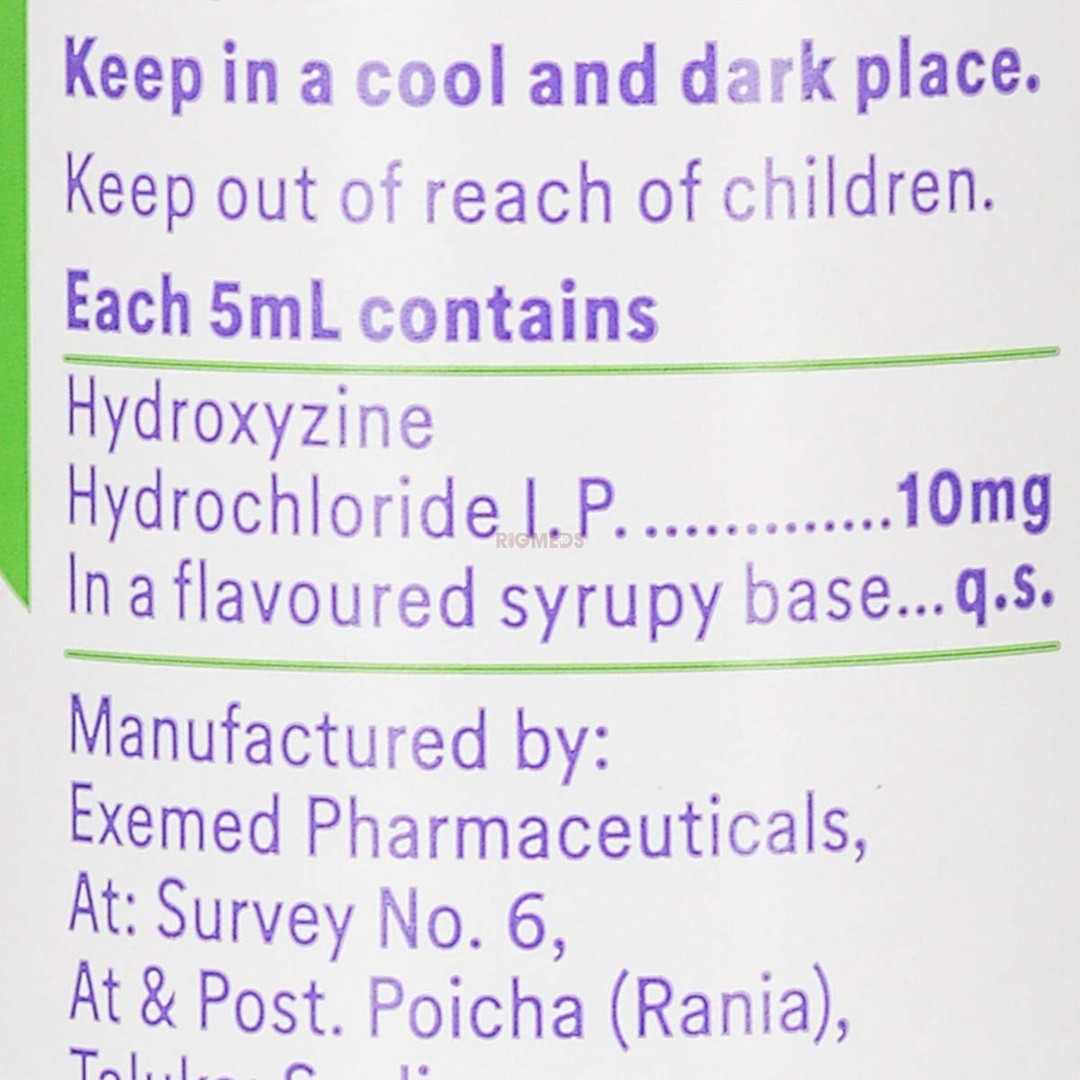 Keep in a cool and dark place.
Keep out of reach of children.
Each 5mL contains
Hydroxyzine
Hydrochloride I.P. ..............10mg
In a flavoured syrupy base...q.s.
RIGMEDS
Manufactured by:
Exemed Pharmaceuticals,
At: Survey No. 6,
At & Post. Poicha (Rania),